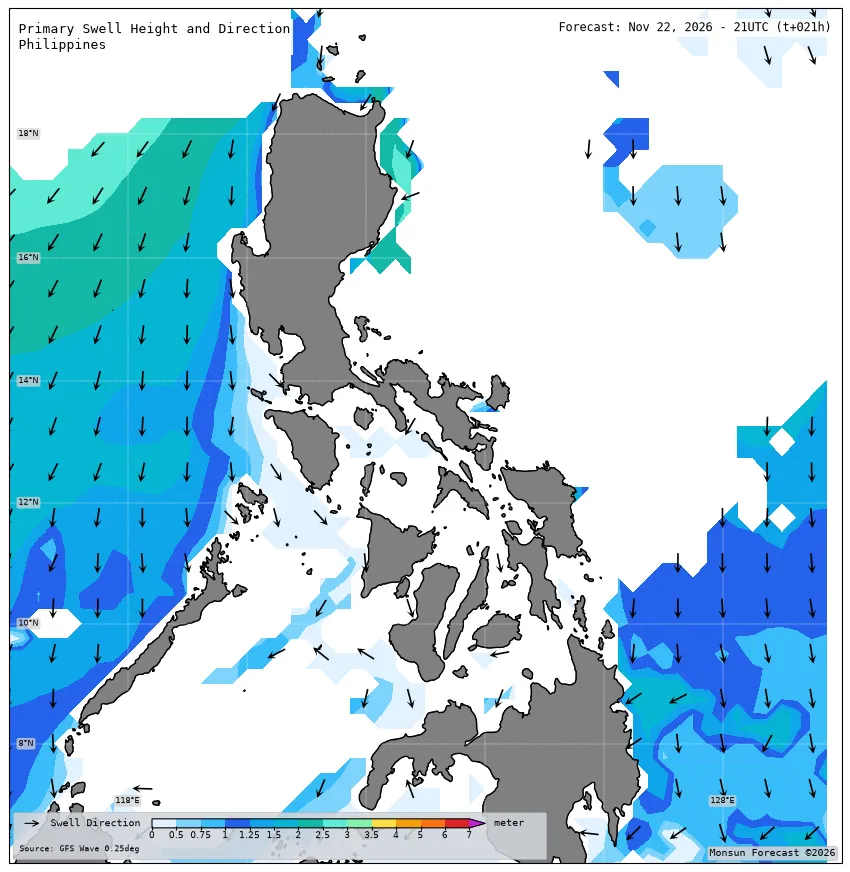 Primary Swell Height and Direction
Philippines
Forecast: Nov 22, 2026 - 21UTC (t+021h)
18°N
16°N
14°N
12°N
10°N
8°N
118°E
128°E
Swell Direction
0 0.5 0.75 1 1.25 1.5 2 2.5 3 3.5 4 5 6 7
meter
Source: GFS Wave 0.25deg
Monsun Forecast ©2026